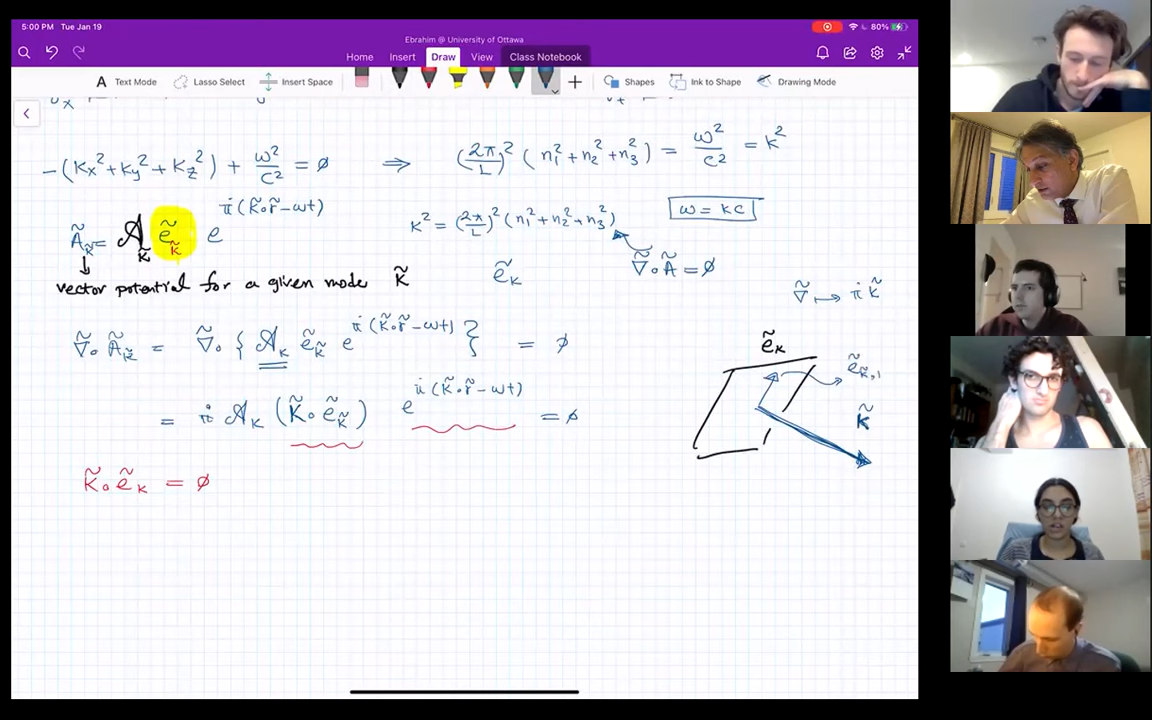 5:00 PM Tue Jan 19
80%
Ebrahim @ University of Ottawa
Home Insert Draw View Class Notebook
Text Mode Lasso Select Insert Space Shapes Ink to Shape Drawing Mode
-(Kx² + Ky² + Kz²) + ω²/c² = ∅ ⟹ (2π/L)² (n₁² + n₂² + n₃²) = ω²/c² = K²
Ã_k̃ = 𝒜_k̃ ẽ_k̃ e^{i(k̃∘r̃-ωt)}
K² = (2π/L)² (n₁² + n₂² + n₃²)
ω = kc
∇̃∘Ã = ∅
vector potential for a given mode k̃
ẽ_k
∇̃ ↦ i k̃
∇̃∘Ã_k̃ = ∇̃∘{ 𝒜_k ẽ_k̃ e^{i(k̃∘r̃-ωt)} } = ∅
= i 𝒜_k (k̃∘ẽ_k̃) e^{i(k̃∘r̃-ωt)} = ∅
k̃∘ẽ_k = ∅
ẽ_k
ẽ_k̃,1
k̃